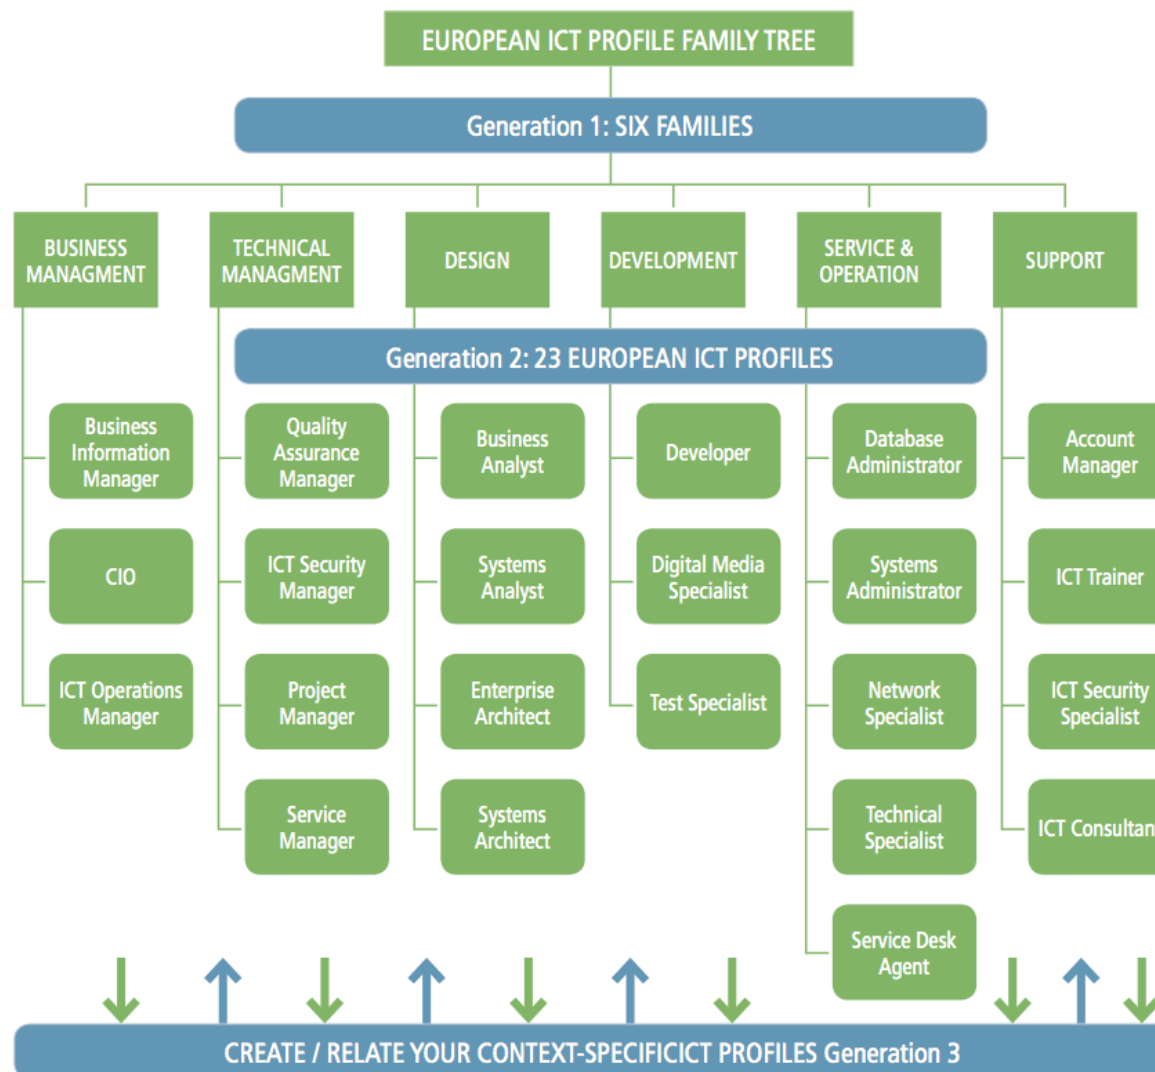 EUROPEAN ICT PROFILE FAMILY TREE
Generation 1: SIX FAMILIES
BUSINESS
MANAGMENT
TECHNICAL
MANAGMENT
DESIGN
DEVELOPMENT
SERVICE &
OPERATION
SUPPORT
Generation 2: 23 EUROPEAN ICT PROFILES
Business
Information
Manager
Quality
Assurance
Manager
Business
Analyst
Developer
Database
Administrator
Account
Manager
CIO
ICT Security
Manager
Systems
Analyst
Digital Media
Specialist
Systems
Administrator
ICT Trainer
ICT Operations
Manager
Project
Manager
Enterprise
Architect
Test Specialist
Network
Specialist
ICT Security
Specialist
Service
Manager
Systems
Architect
Technical
Specialist
ICT Consultan
Service Desk
Agent
CREATE / RELATE YOUR CONTEXT-SPECIFICICT PROFILES Generation 3